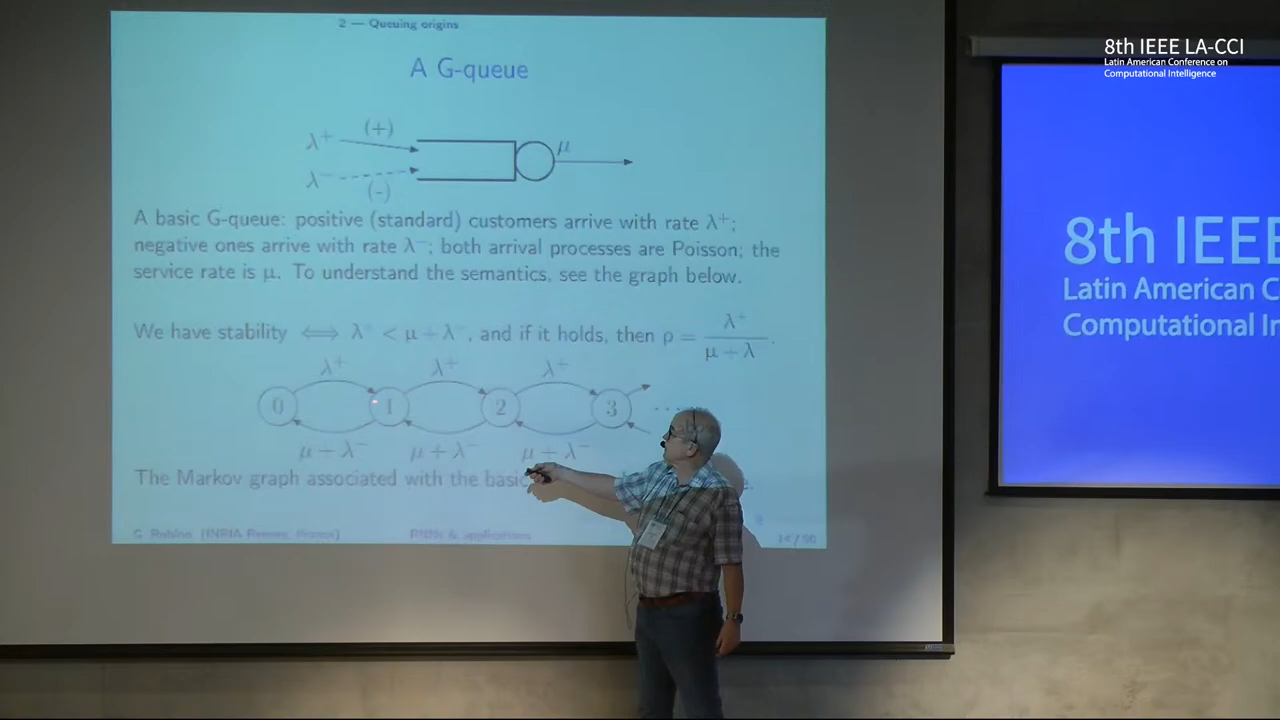 2 — Queuing origins
A G-queue
λ⁺ (+)
μ
λ⁻ (-)
A basic G-queue: positive (standard) customers arrive with rate λ⁺;
negative ones arrive with rate λ⁻; both arrival processes are Poisson; the
service rate is μ. To understand the semantics, see the graph below.
We have stability ⟺ λ⁺ < μ + λ⁻, and if it holds, then ρ = λ⁺ / μ + λ⁻.
λ⁺ λ⁺ λ⁺
0 1 2 3 ...
μ + λ⁻ μ + λ⁻ μ + λ⁻
The Markov graph associated with the basic
G. Rubino (INRIA Rennes, France) RNNs & applications
8th IEEE LA-CCI
Latin American Conference on
Computational Intelligence
8th IEEE
Latin American C
Computational In